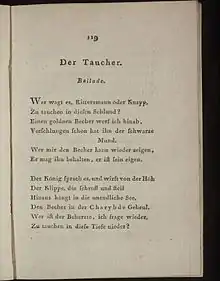 119
Der Taucher.
Ballade.
Wer wagt es, Rittersmann oder Knapp,
Zu tauchen in diesen Schlund?
Einen goldnen Becher werf ich hinab,
Verschlungen schon hat ihn der schwarze
Mund.
Wer mir den Becher kann wieder zeigen,
Er mag ihn behalten, er ist sein eigen.
Der König sprach es, und wirft von der Höh
Der Klippe, die schroff und steil
Hinaus hängt in die unendliche See,
Den Becher in der Charybde Geheul.
Wer ist der Beherzte, ich frage wieder,
Zu tauchen in diese Tiefe nieder?